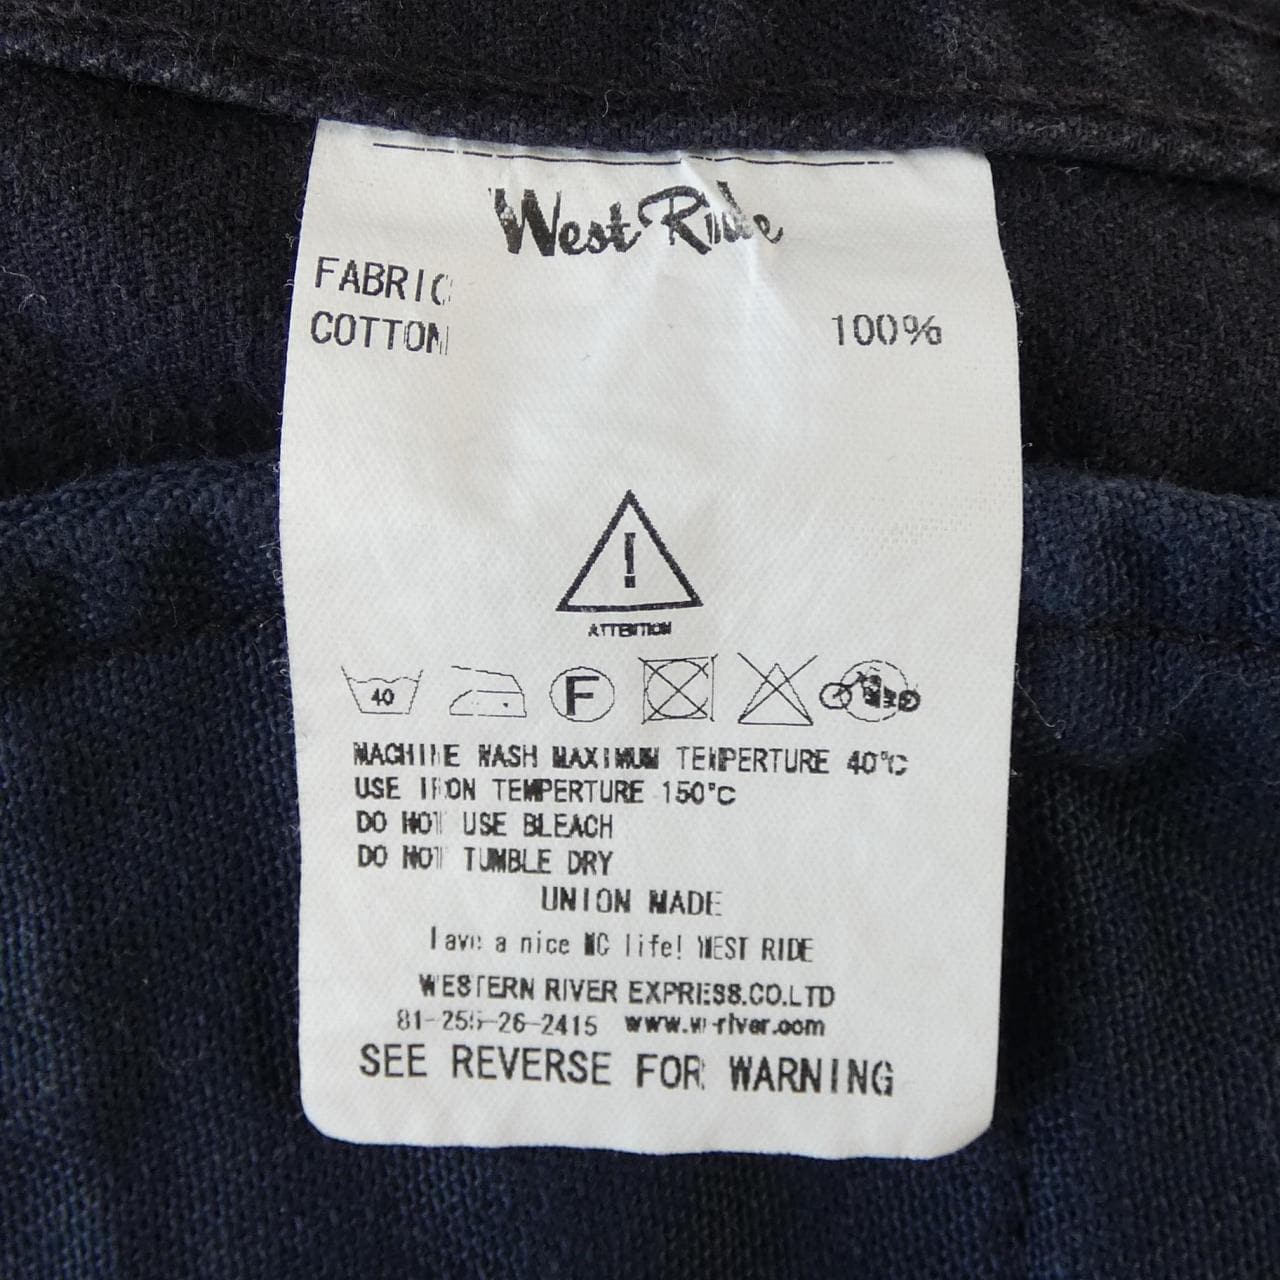 West Ride
FABRIC
COTTON 100%
!
ATTENTION
40
F
MACHINE WASH MAXIMUM TEMPERTURE 40°C
USE IRON TEMPERTURE 150°C
DO NOT USE BLEACH
DO NOT TUMBLE DRY
UNION MADE
Have a nice MC life! WEST RIDE
WESTERN RIVER EXPRESS.CO.LTD
81-255-26-2415 www.w-river.com
SEE REVERSE FOR WARNING